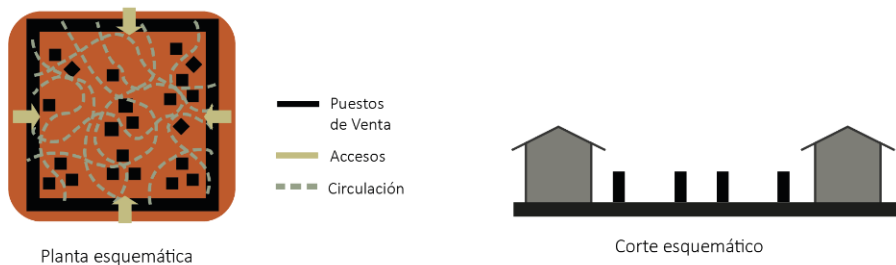 Puestos
de Venta
Accesos
Circulación
Planta esquemática
Corte esquemático